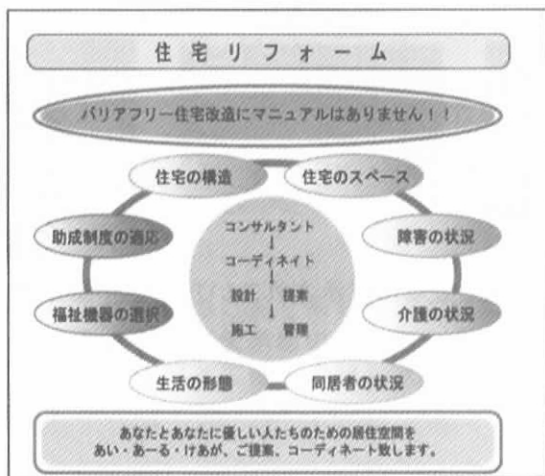 住宅リフォーム
バリアフリー住宅改造にマニュアルはありません！！
住宅の構造
住宅のスペース
助成制度の適応
障害の状況
福祉機器の選択
介護の状況
生活の形態
同居者の状況
コンサルタント
↓
コーディネイト
↓
設計 提案
↓
施工 管理
あなたとあなたに優しい人たちのための居住空間を
あい・あーる・けあが、ご提案、コーディネート致します。